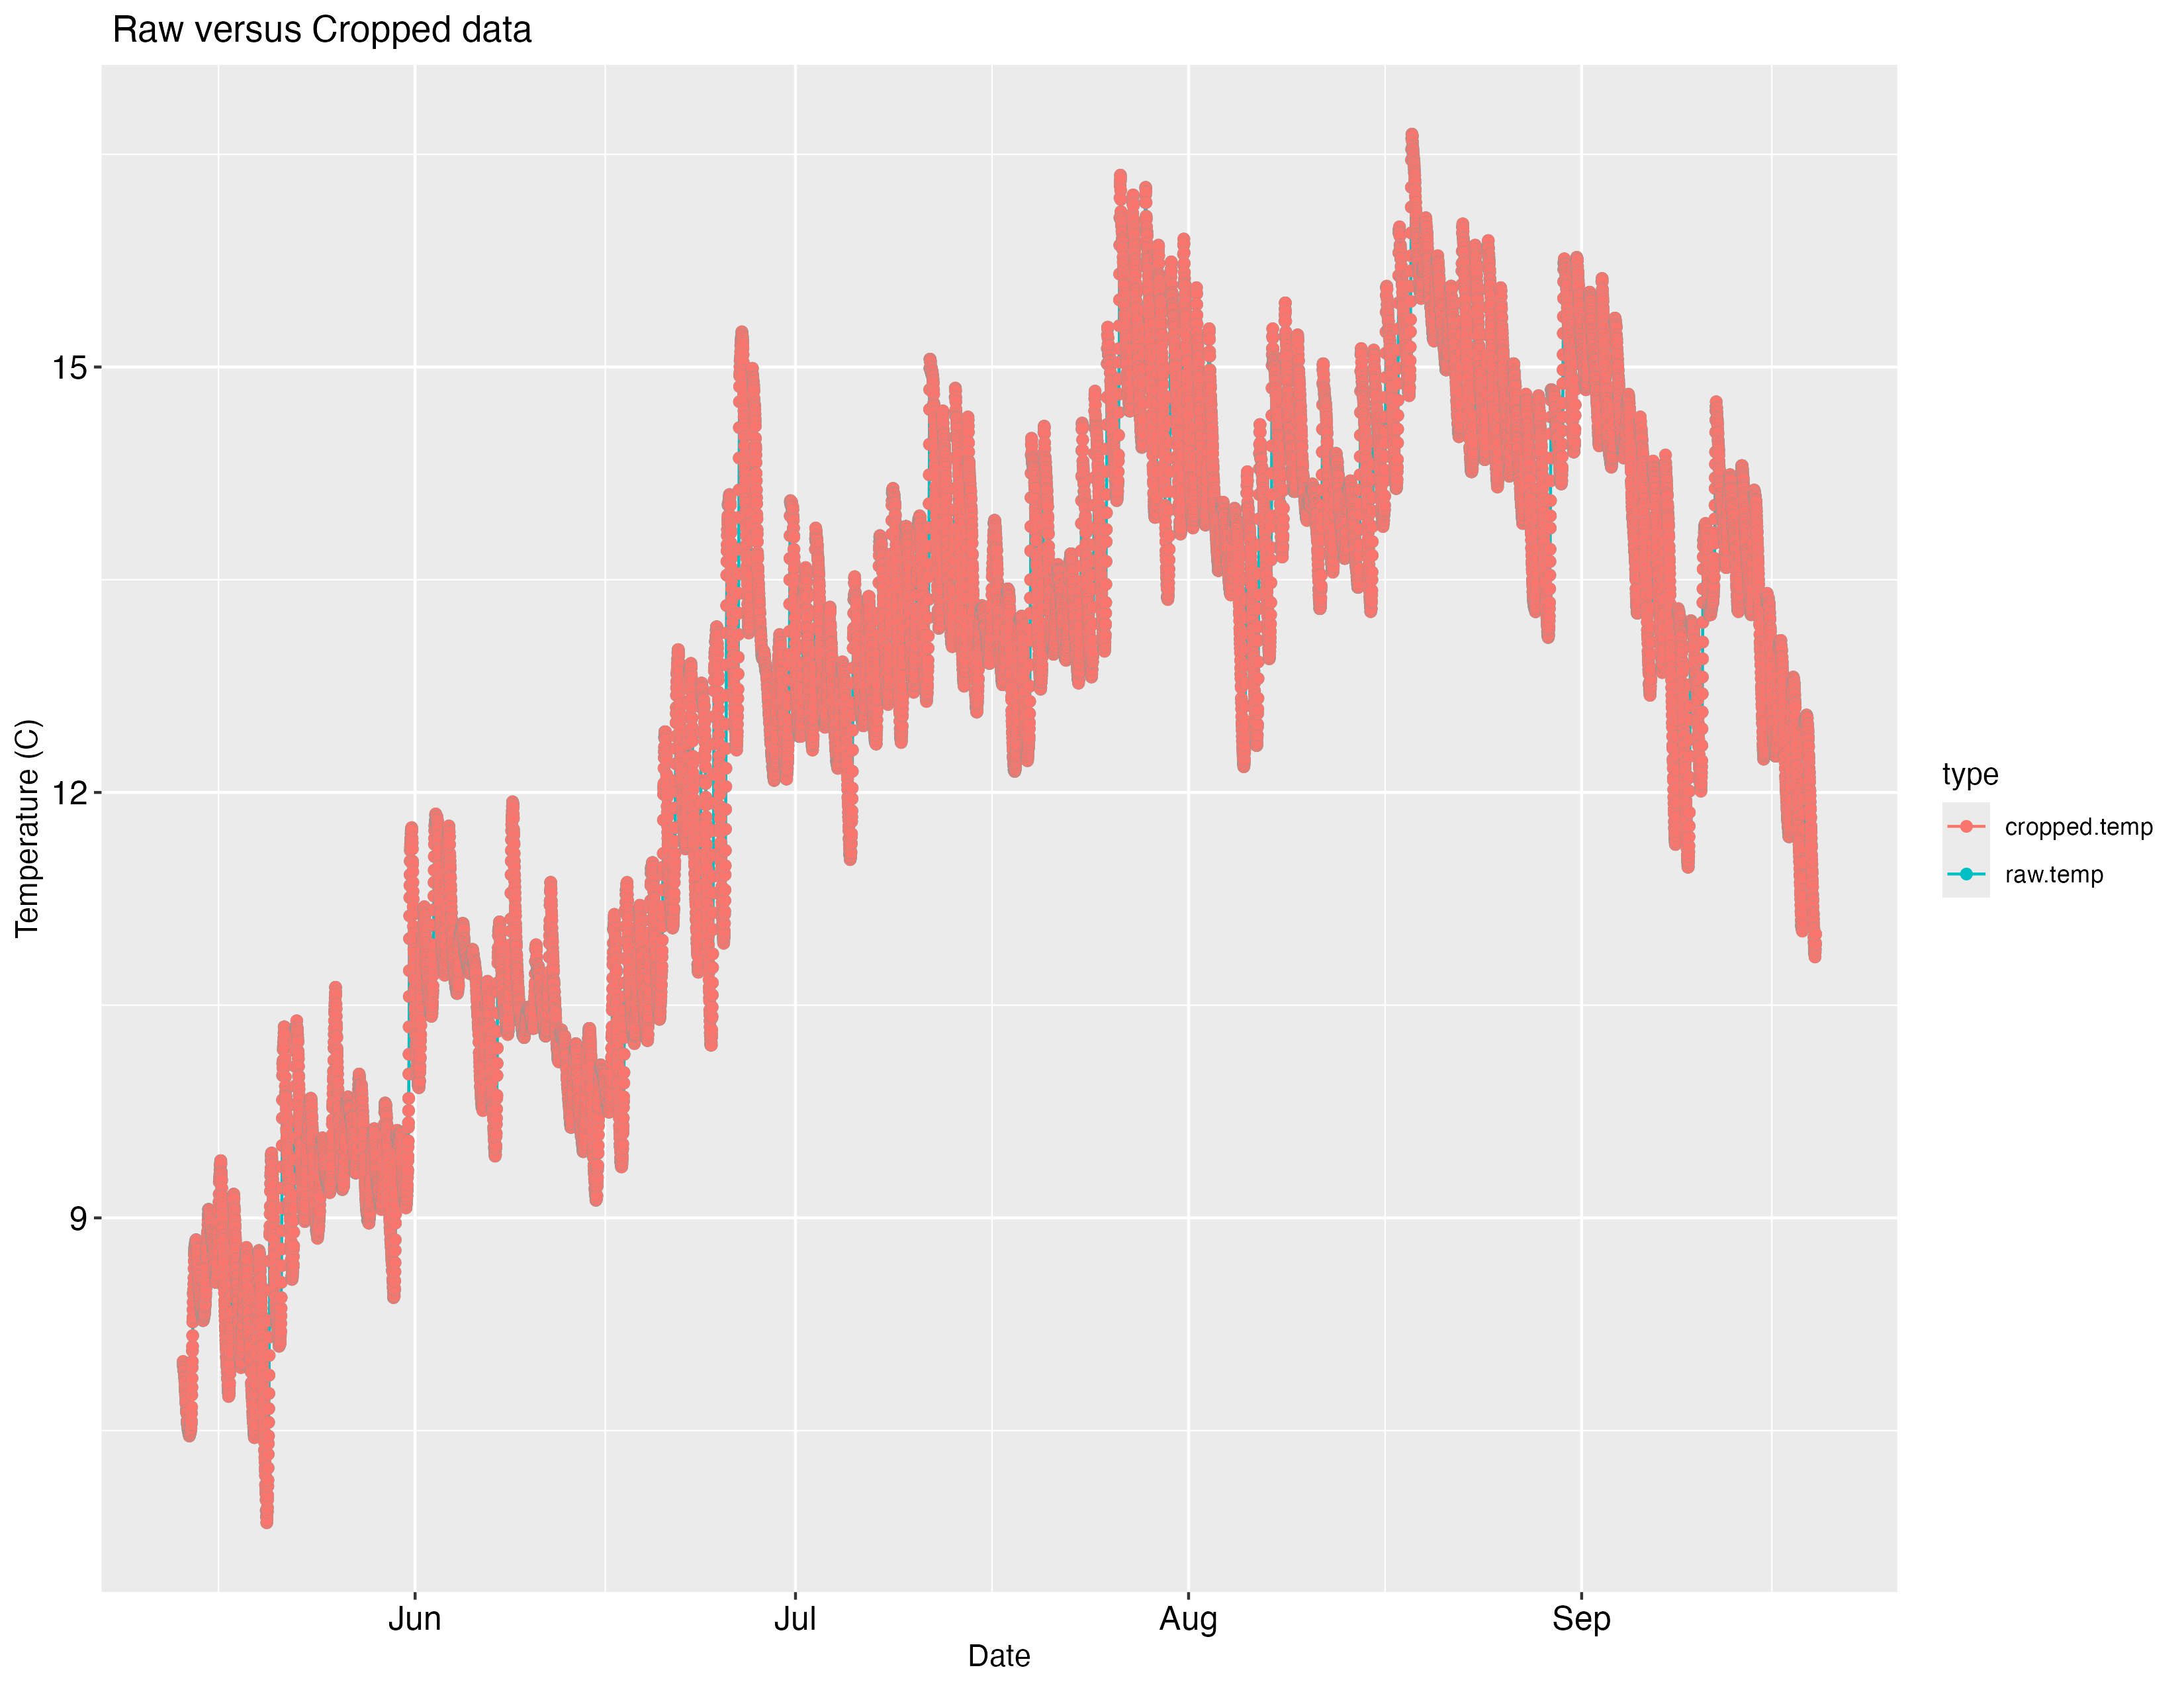 Raw versus Cropped data
Temperature (C)
15
12
9
Jun
Jul
Aug
Sep
Date
type
cropped.temp
raw.temp